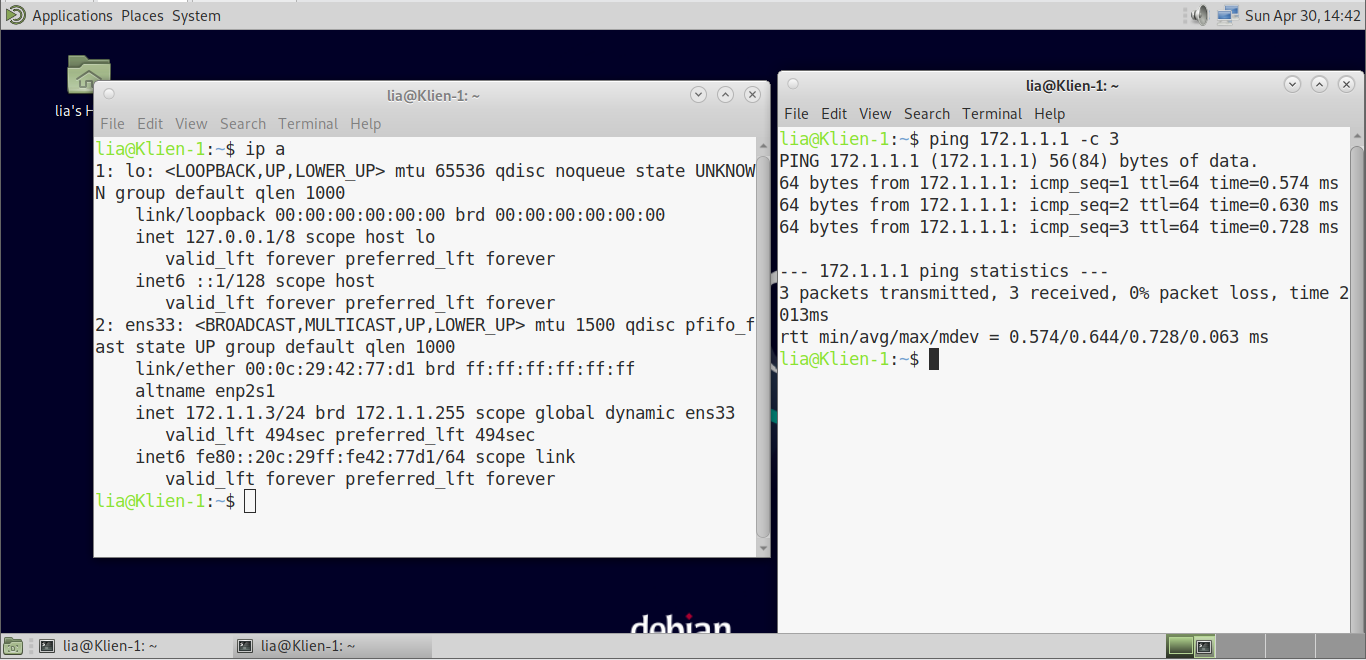 Applications Places System
Sun Apr 30, 14:42
lia's H
lia@Klien-1: ~
File Edit View Search Terminal Help
lia@Klien-1:~$ ip a
1: lo: <LOOPBACK,UP,LOWER_UP> mtu 65536 qdisc noqueue state UNKNOW
N group default qlen 1000
    link/loopback 00:00:00:00:00:00 brd 00:00:00:00:00:00
    inet 127.0.0.1/8 scope host lo
       valid_lft forever preferred_lft forever
    inet6 ::1/128 scope host
       valid_lft forever preferred_lft forever
2: ens33: <BROADCAST,MULTICAST,UP,LOWER_UP> mtu 1500 qdisc pfifo_f
ast state UP group default qlen 1000
    link/ether 00:0c:29:42:77:d1 brd ff:ff:ff:ff:ff:ff
    altname enp2s1
    inet 172.1.1.3/24 brd 172.1.1.255 scope global dynamic ens33
       valid_lft 494sec preferred_lft 494sec
    inet6 fe80::20c:29ff:fe42:77d1/64 scope link
       valid_lft forever preferred_lft forever
lia@Klien-1:~$
lia@Klien-1: ~
File Edit View Search Terminal Help
lia@Klien-1:~$ ping 172.1.1.1 -c 3
PING 172.1.1.1 (172.1.1.1) 56(84) bytes of data.
64 bytes from 172.1.1.1: icmp_seq=1 ttl=64 time=0.574 ms
64 bytes from 172.1.1.1: icmp_seq=2 ttl=64 time=0.630 ms
64 bytes from 172.1.1.1: icmp_seq=3 ttl=64 time=0.728 ms
--- 172.1.1.1 ping statistics ---
3 packets transmitted, 3 received, 0% packet loss, time 2
013ms
rtt min/avg/max/mdev = 0.574/0.644/0.728/0.063 ms
lia@Klien-1:~$
debian
lia@Klien-1: ~
lia@Klien-1: ~